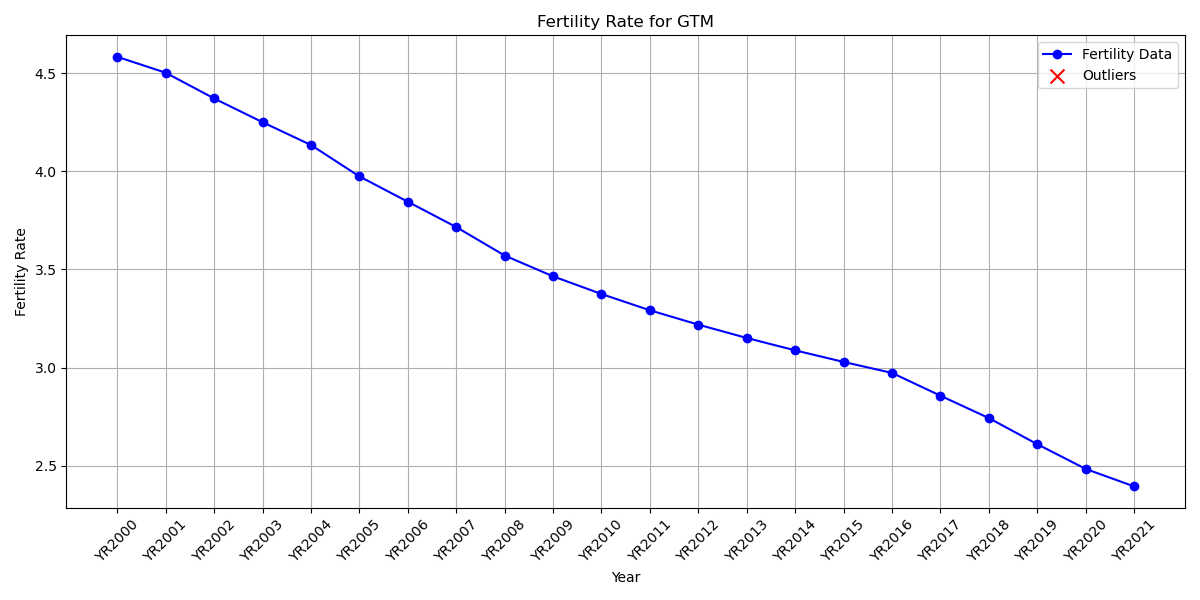 Fertility Rate for GTM
Fertility Data
Outliers
Fertility Rate
4.5
4.0
3.5
3.0
2.5
YR2000
YR2001
YR2002
YR2003
YR2004
YR2005
YR2006
YR2007
YR2008
YR2009
YR2010
YR2011
YR2012
YR2013
YR2014
YR2015
YR2016
YR2017
YR2018
YR2019
YR2020
YR2021
Year